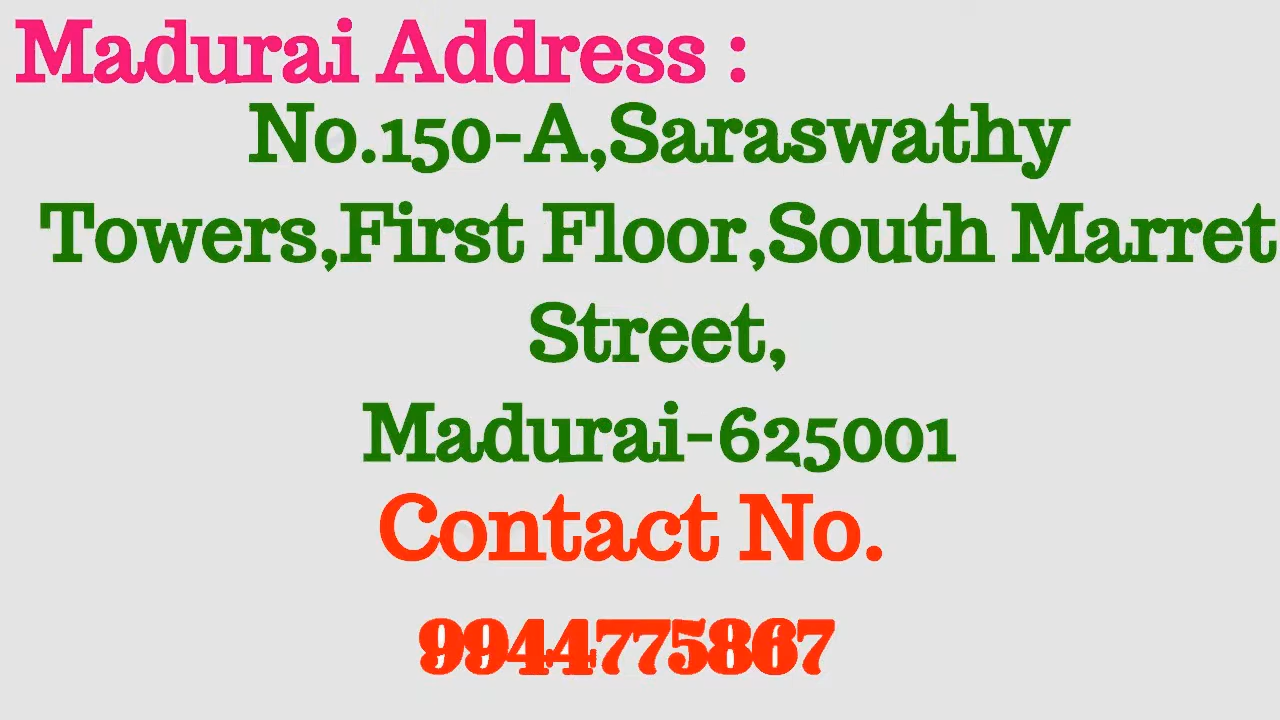 Madurai Address :
No.150-A,Saraswathy
Towers,First Floor,South Marret
Street,
Madurai-625001
Contact No.
9944775867